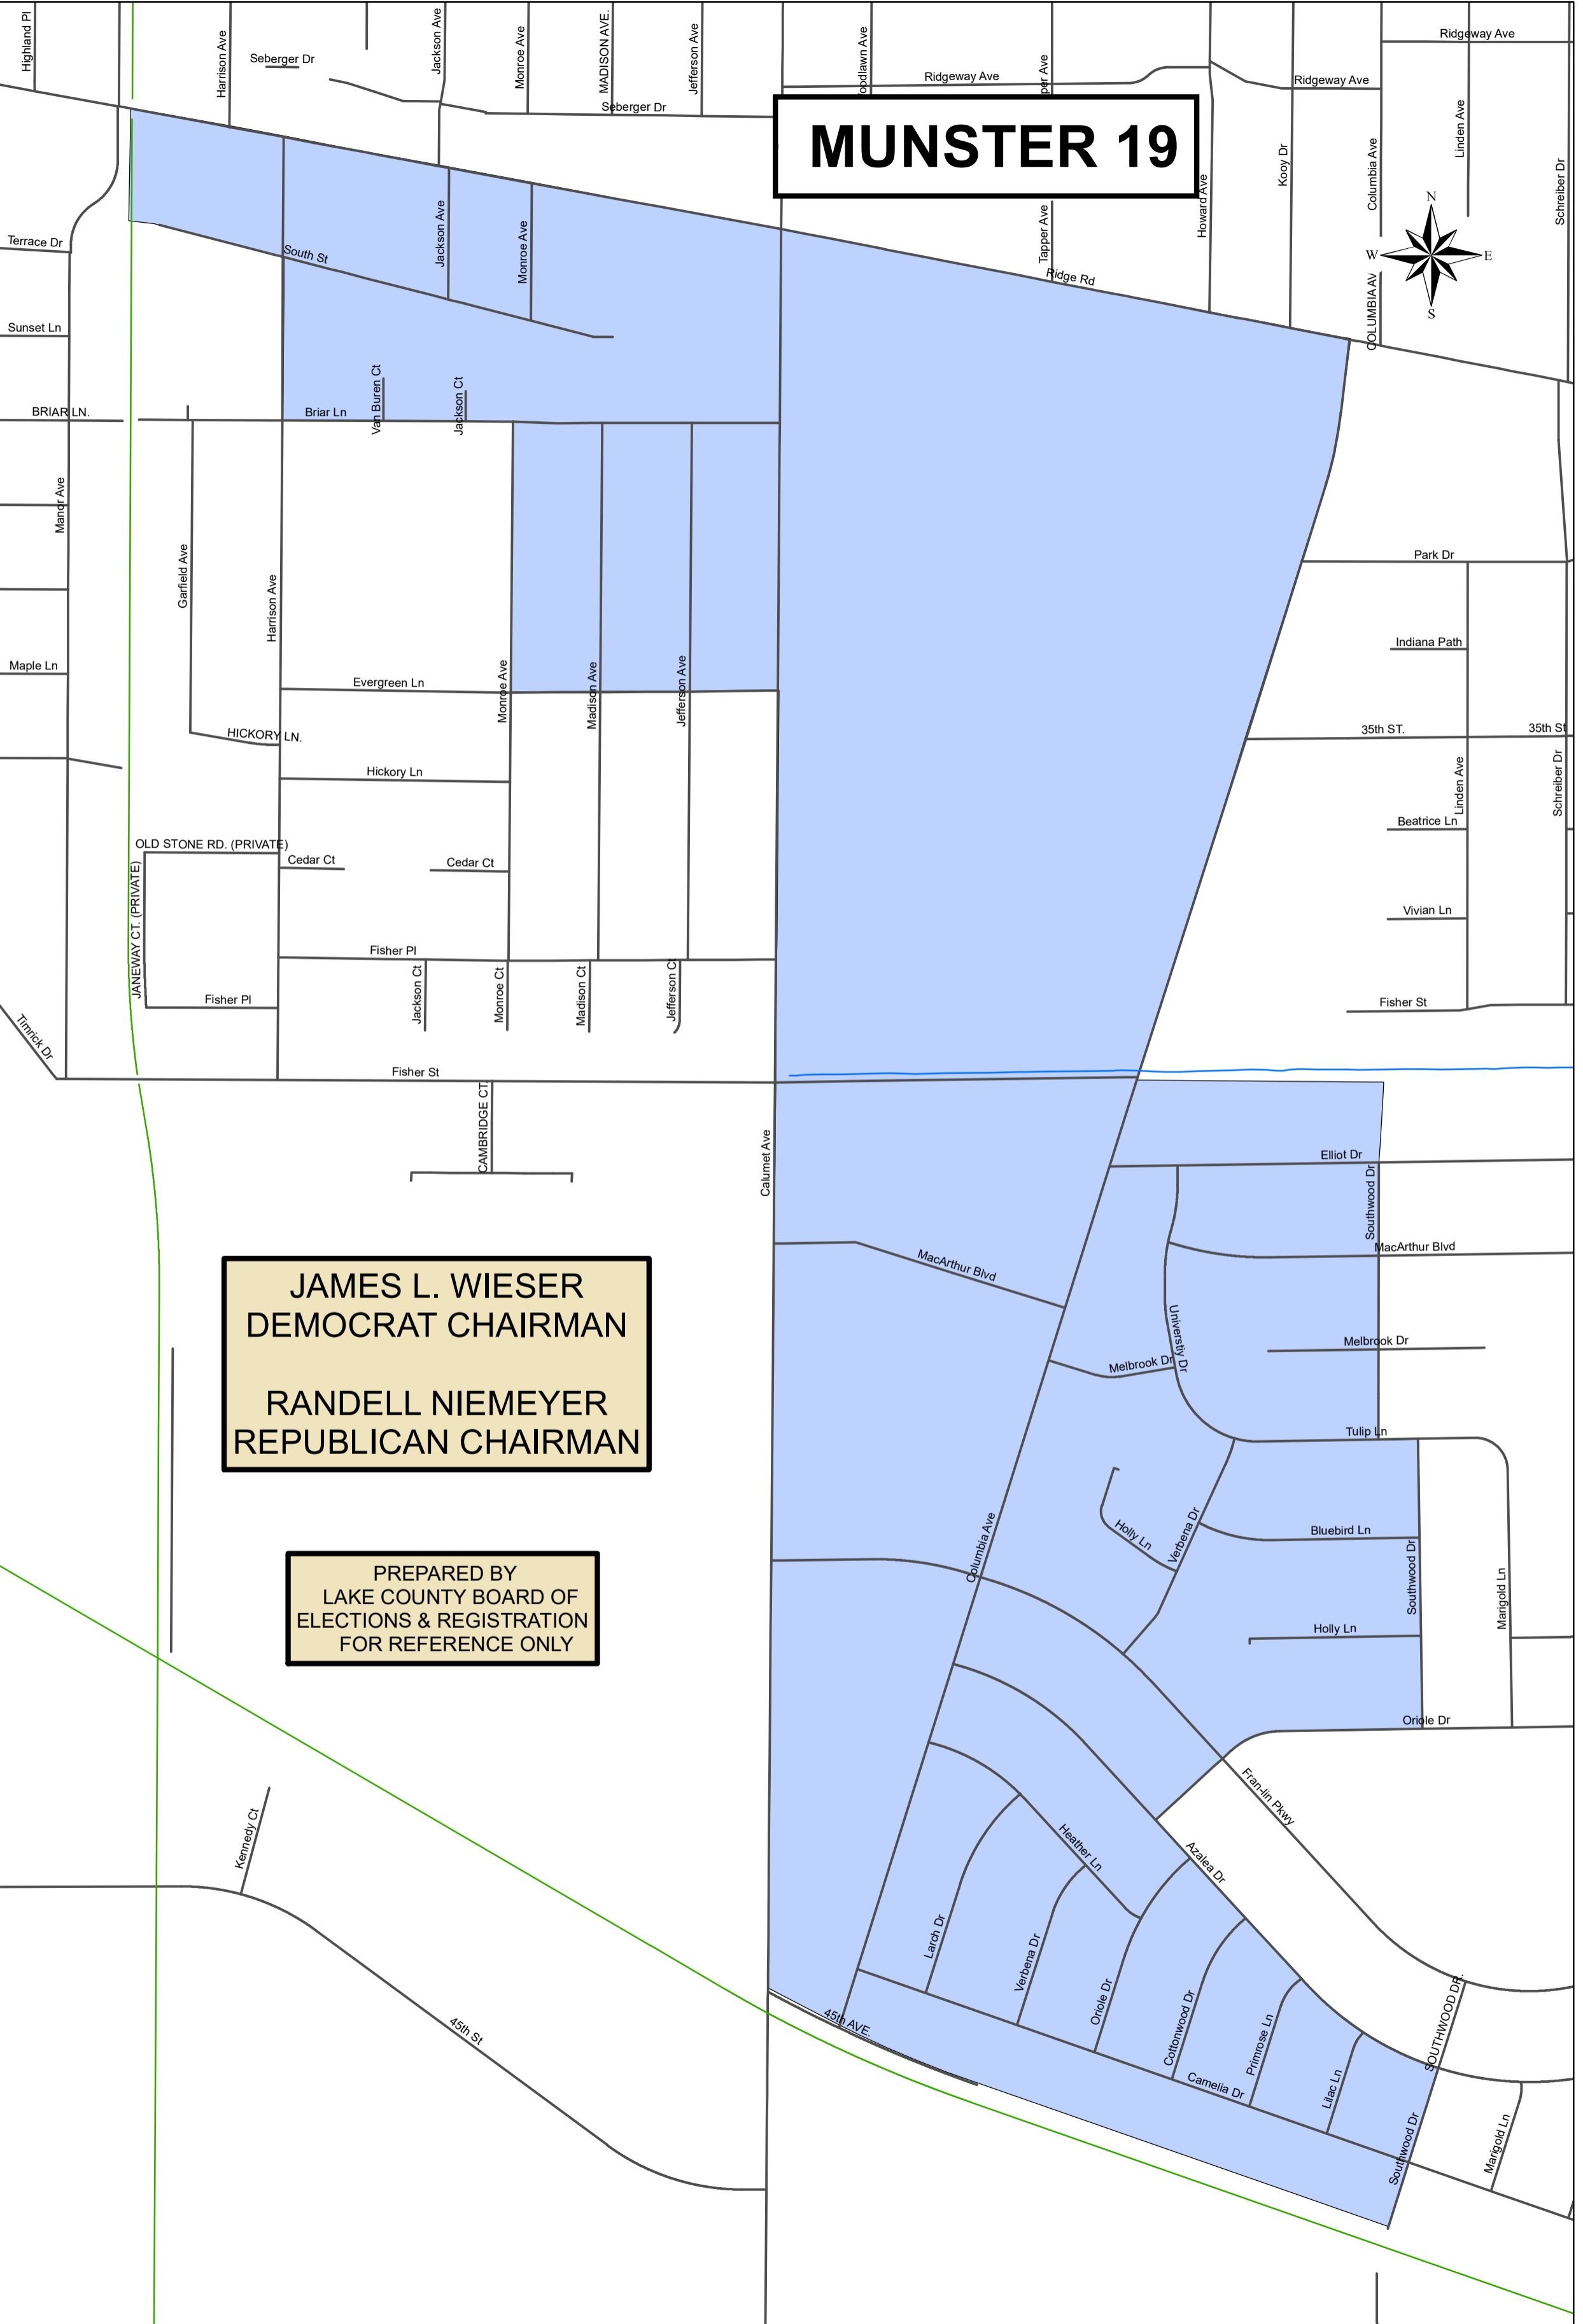 Highland Pl
Harrison Ave
Seberger Dr
Jackson Ave
Monroe Ave
MADISON AVE.
Jefferson Ave
Seberger Dr
Ridgeway Ave
Ridgeway Ave
Ridgeway Ave
MUNSTER 19
Howard Ave
Kooy Dr
Columbia Ave
Linden Ave
Schreiber Dr
Tapper Ave
COLUMBIA AV
N
W
E
S
Ridge Rd
Terrace Dr
South St
Jackson Ave
Monroe Ave
Sunset Ln
BRIAR LN.
Briar Ln
Van Buren Ct
Jackson Ct
Manor Ave
Garfield Ave
Harrison Ave
Park Dr
Indiana Path
Maple Ln
Evergreen Ln
Monroe Ave
Madison Ave
Jefferson Ave
HICKORY LN.
Hickory Ln
35th ST.
35th St
Linden Ave
Schreiber Dr
OLD STONE RD. (PRIVATE)
JANEWAY CT. (PRIVATE)
Cedar Ct
Cedar Ct
Beatrice Ln
Vivian Ln
Fisher Pl
Fisher Pl
Jackson Ct
Monroe Ct
Madison Ct
Jefferson Ct
Fisher St
Timrick Dr
Fisher St
CAMBRIDGE CT.
Calumet Ave
Elliot Dr
Southwood Dr
MacArthur Blvd
MacArthur Blvd
Universtiy Dr
Melbrook Dr
Melbrook Dr
Tulip Ln
JAMES L. WIESER
DEMOCRAT CHAIRMAN
RANDELL NIEMEYER
REPUBLICAN CHAIRMAN
Columbia Ave
Holly Ln
Verbena Dr
Bluebird Ln
Southwood Dr
Marigold Ln
Holly Ln
Oriole Dr
PREPARED BY
LAKE COUNTY BOARD OF
ELECTIONS & REGISTRATION
FOR REFERENCE ONLY
Fran-lin Pkwy
Kennedy Ct
Heather Ln
Azalea Dr
Larch Dr
Verbena Dr
Oriole Dr
Cottonwood Dr
Primrose Ln
Lilac Ln
Camelia Dr
SOUTHWOOD DR.
Southwood Dr
Marigold Ln
45th AVE.
45th St